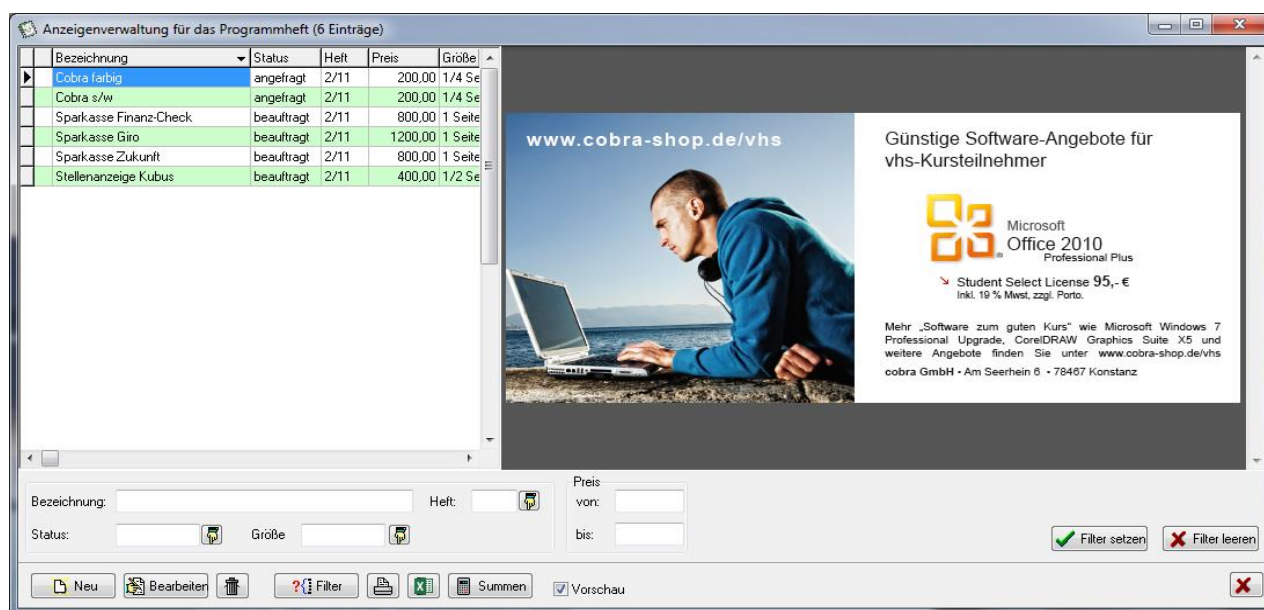 Anzeigenverwaltung für das Programmheft (6 Einträge)
Bezeichnung Status Heft Preis Größe
Cobra farbig angefragt 2/11 200,00 1/4 Se
Cobra s/w angefragt 2/11 200,00 1/4 Se
Sparkasse Finanz-Check beauftragt 2/11 800,00 1 Seite
Sparkasse Giro beauftragt 2/11 1200,00 1 Seite
Sparkasse Zukunft beauftragt 2/11 800,00 1 Seite
Stellenanzeige Kubus beauftragt 2/11 400,00 1/2 Se
www.cobra-shop.de/vhs
Günstige Software-Angebote für
vhs-Kursteilnehmer
Microsoft
Office 2010
Professional Plus
Student Select License 95,- €
Inkl. 19 % Mwst, zzgl. Porto.
Mehr „Software zum guten Kurs“ wie Microsoft Windows 7
Professional Upgrade, CorelDRAW Graphics Suite X5 und
weitere Angebote finden Sie unter www.cobra-shop.de/vhs
cobra GmbH • Am Seerhein 6 • 78467 Konstanz
Preis
Bezeichnung: Heft: von:
Status: Größe bis:
Filter setzen Filter leeren
Neu Bearbeiten ?{} Filter Summen Vorschau